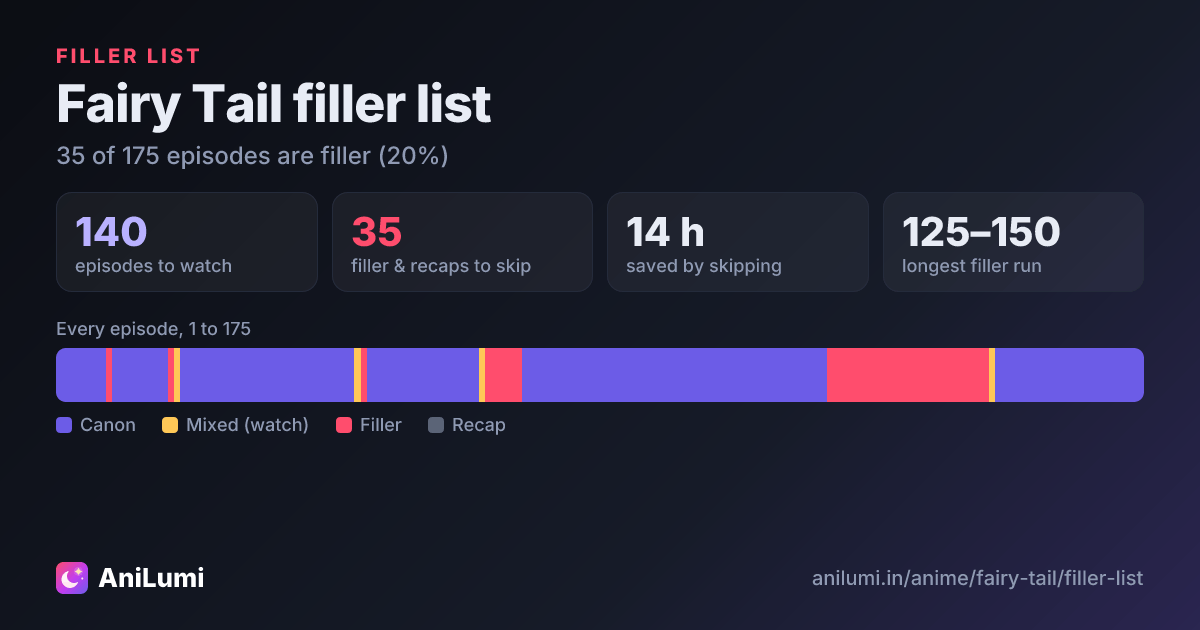 FILLER LIST
Fairy Tail filler list
35 of 175 episodes are filler (20%)
140
episodes to watch
35
filler & recaps to skip
14 h
saved by skipping
125–150
longest filler run
Every episode, 1 to 175
Canon
Mixed (watch)
Filler
Recap
AniLumi
anilumi.in/anime/fairy-tail/filler-list